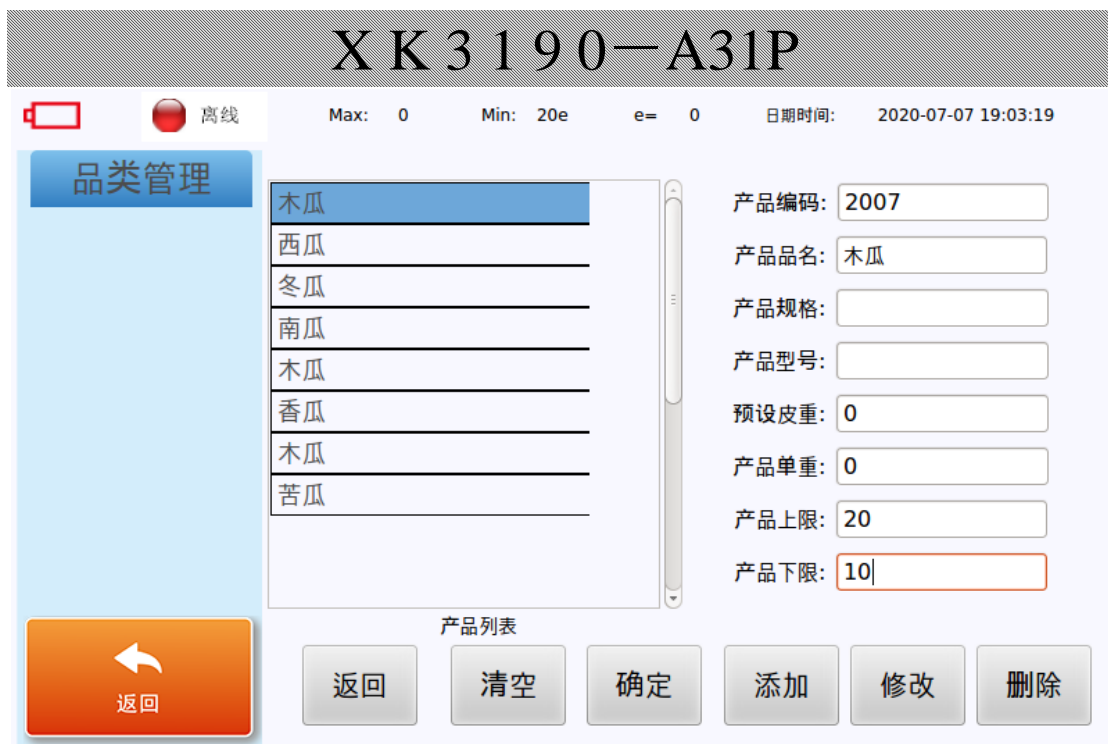 XK3190—A31P
离线 Max: 0 Min: 20e e= 0 日期时间: 2020-07-07 19:03:19
品类管理
木瓜
西瓜
冬瓜
南瓜
木瓜
香瓜
木瓜
苦瓜
产品列表
产品编码: 2007
产品品名: 木瓜
产品规格:
产品型号:
预设皮重: 0
产品单重: 0
产品上限: 20
产品下限: 10
返回
返回 清空 确定 添加 修改 删除